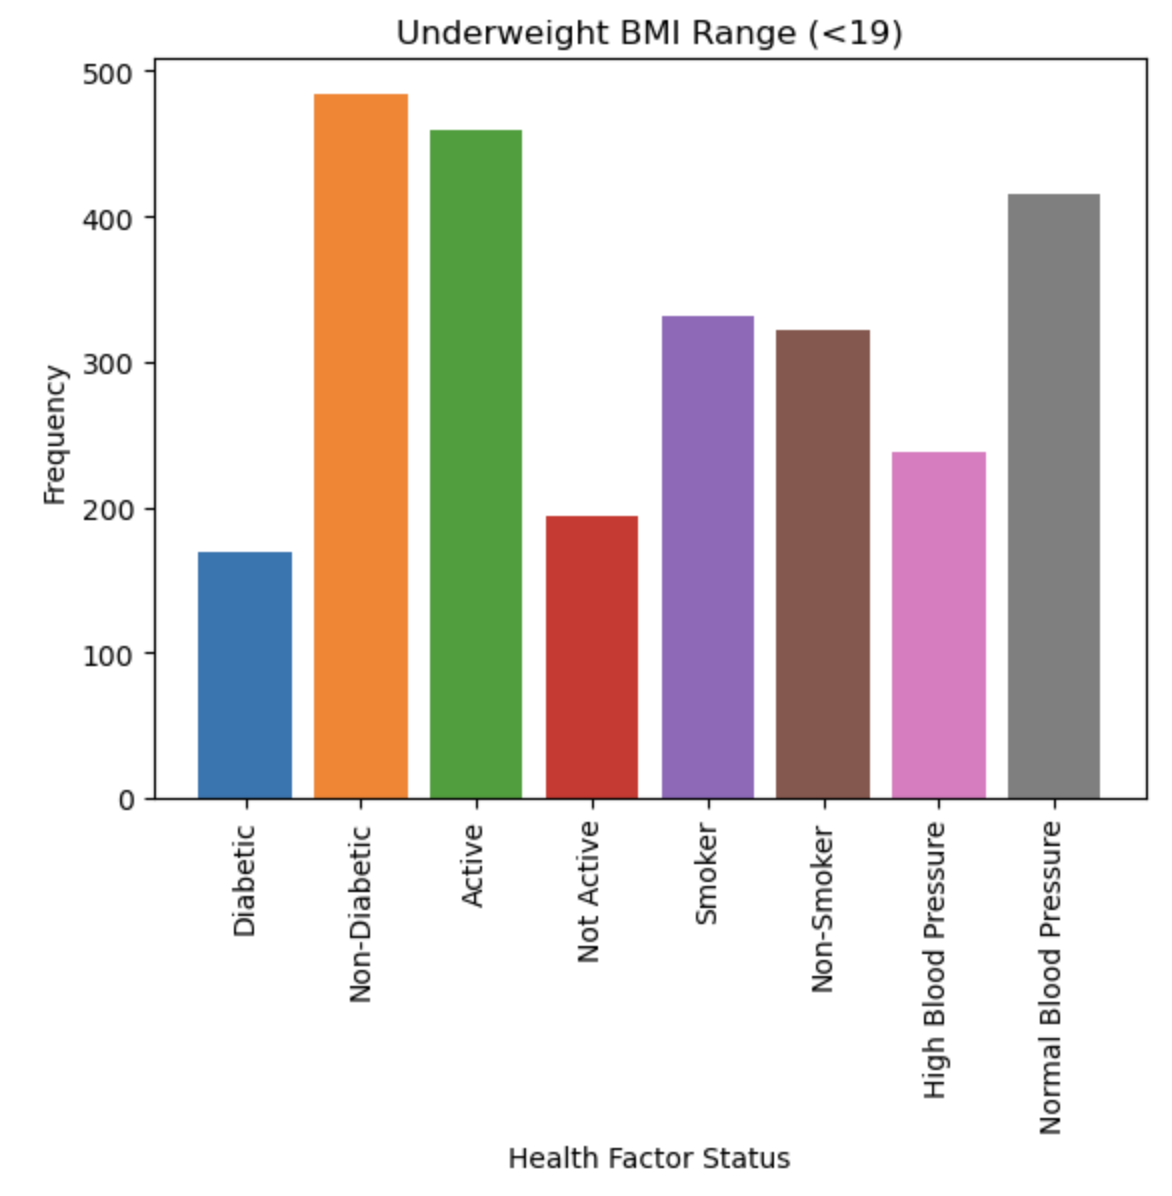 Underweight BMI Range (<19)
500
400
300
200
100
0
Frequency
Diabetic
Non-Diabetic
Active
Not Active
Smoker
Non-Smoker
High Blood Pressure
Normal Blood Pressure
Health Factor Status